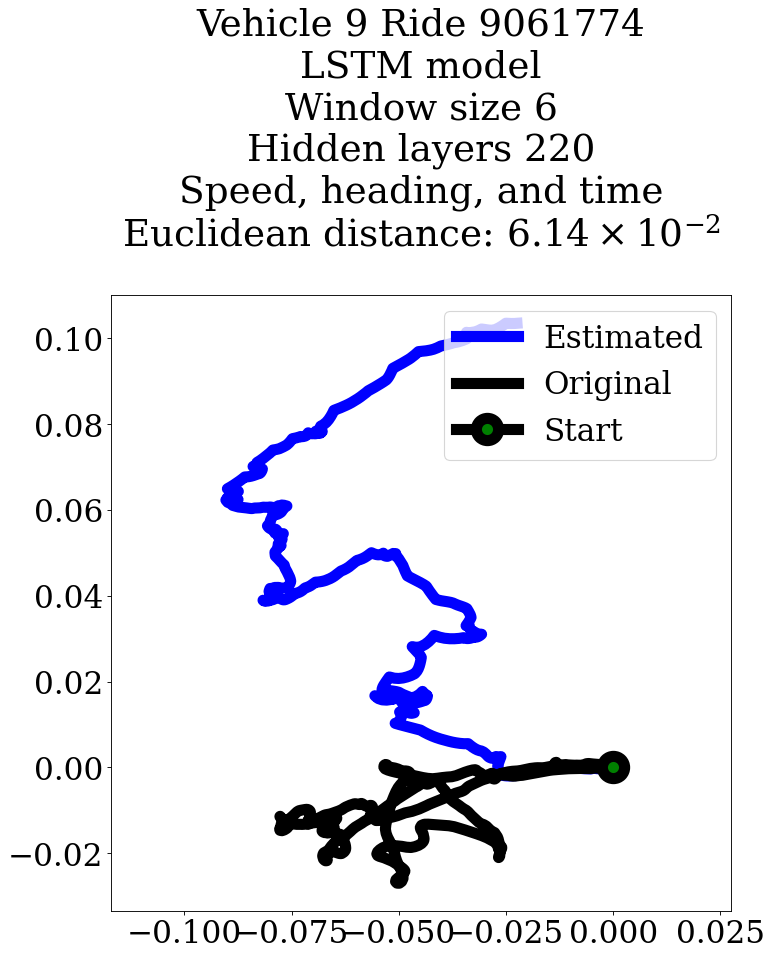 Vehicle 9 Ride 9061774
LSTM model
Window size 6
Hidden layers 220
Speed, heading, and time
Euclidean distance: 6.14 × 10⁻²
Estimated
Original
Start
0.10
0.08
0.06
0.04
0.02
0.00
−0.02
−0.100 −0.075 −0.050 −0.025 0.000 0.025